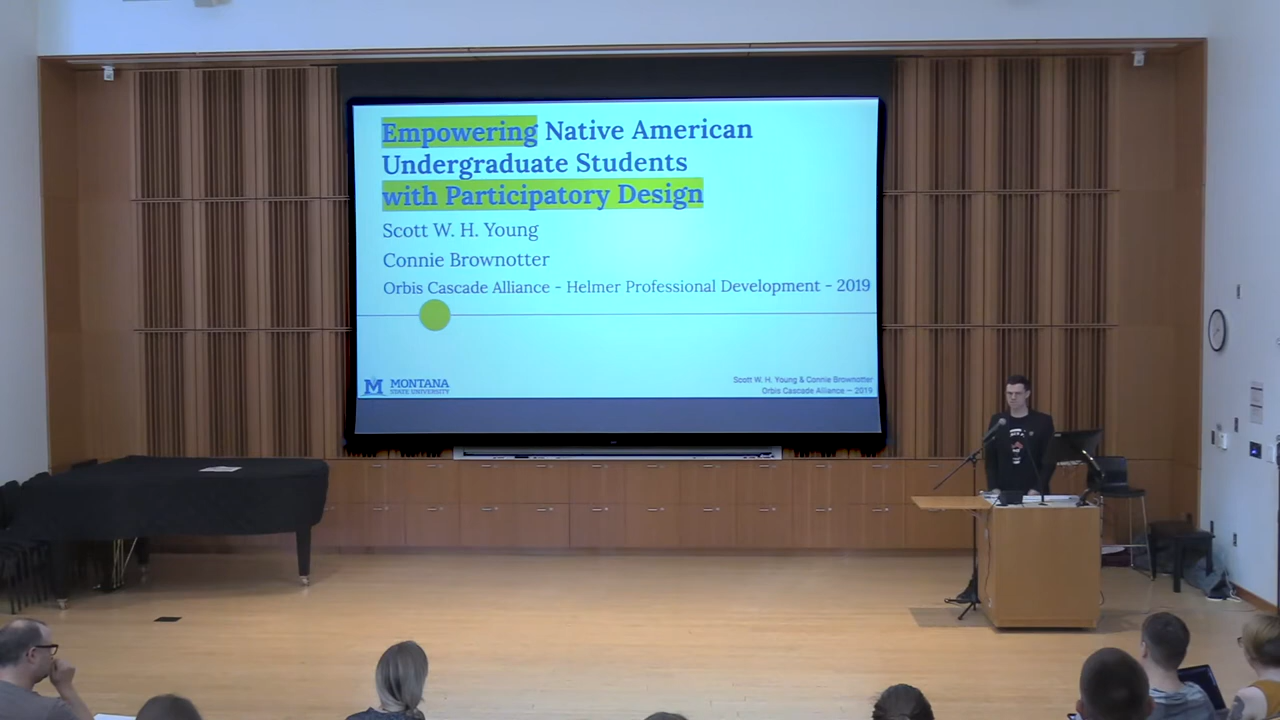 Empowering Native American
Undergraduate Students
with Participatory Design
Scott W. H. Young
Connie Brownotter
Orbis Cascade Alliance - Helmer Professional Development - 2019
M MONTANA
STATE UNIVERSITY
Scott W. H. Young & Connie Brownotter
Orbis Cascade Alliance – 2019